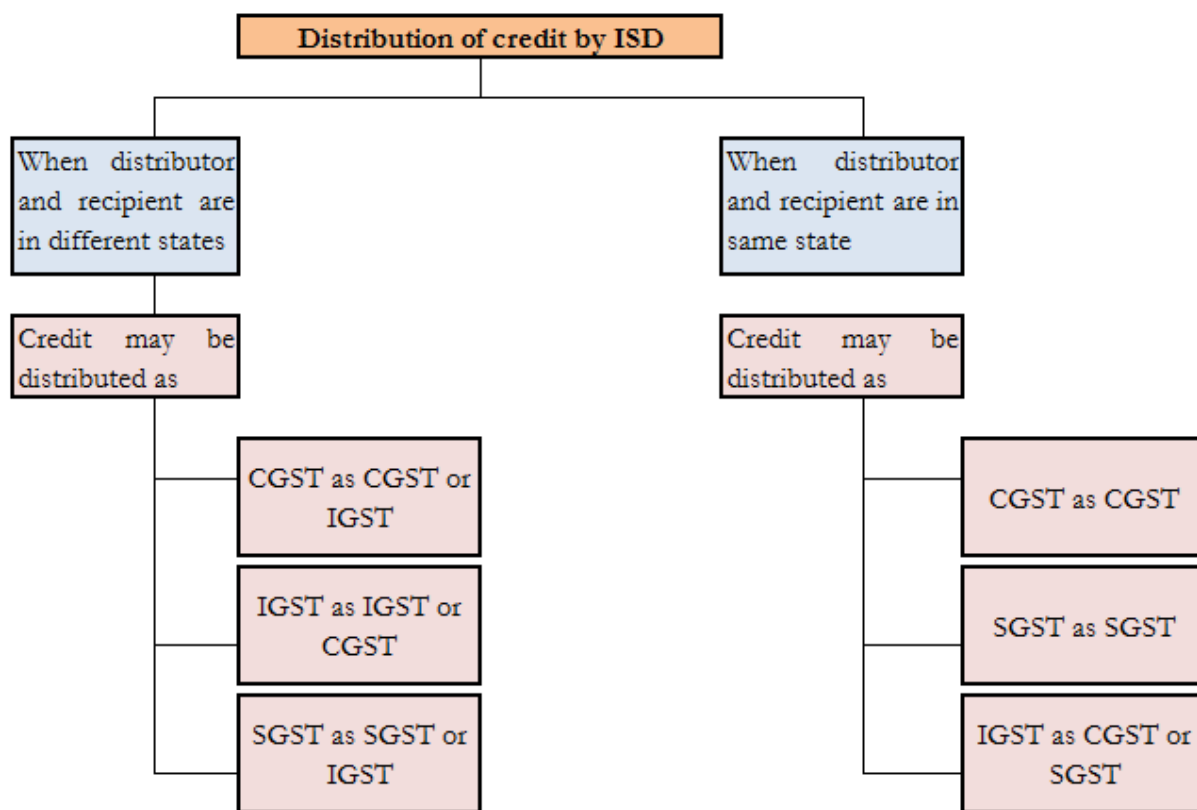 Distribution of credit by ISD
When distributor
and recipient are
in different states
When distributor
and recipient are in
same state
Credit may be
distributed as
Credit may be
distributed as
CGST as CGST or
IGST
IGST as IGST or
CGST
SGST as SGST or
IGST
CGST as CGST
SGST as SGST
IGST as CGST or
SGST